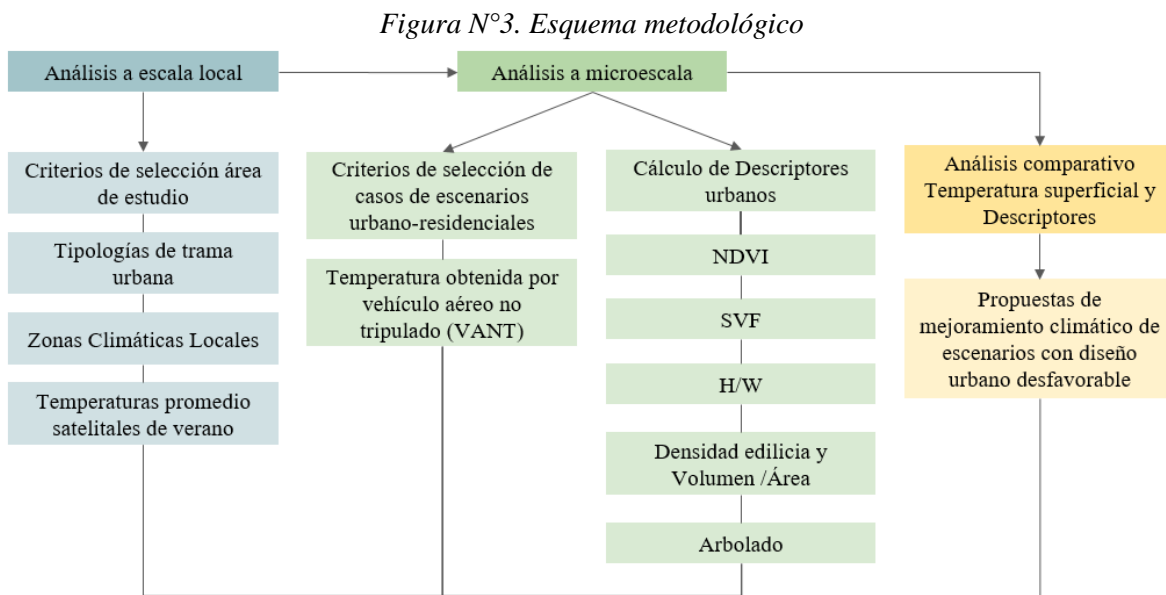 Figura N°3. Esquema metodológico
Análisis a escala local
Análisis a microescala
Criterios de selección área
de estudio
Tipologías de trama
urbana
Zonas Climáticas Locales
Temperaturas promedio
satelitales de verano
Criterios de selección de
casos de escenarios
urbano-residenciales
Temperatura obtenida por
vehículo aéreo no
tripulado (VANT)
Cálculo de Descriptores
urbanos
NDVI
SVF
H/W
Densidad edilicia y
Volumen /Área
Arbolado
Análisis comparativo
Temperatura superficial y
Descriptores
Propuestas de
mejoramiento climático de
escenarios con diseño
urbano desfavorable